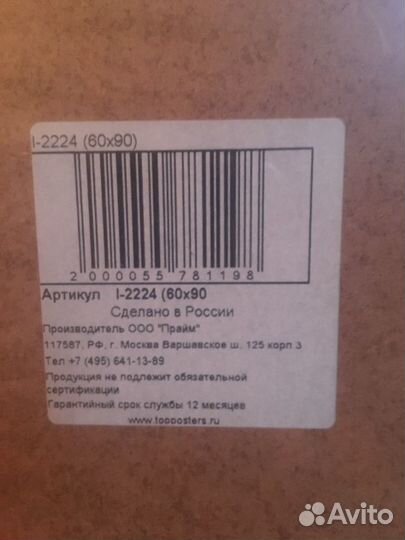 I-2224 (60x90)
2 000055 781198
Артикул I-2224 (60x90
Сделано в России
Производитель ООО "Прайм"
117587, РФ, г. Москва Варшавское ш. 125 корп 3
Тел +7 (495) 641-13-89
Продукция не подлежит обязательной
сертификации
Гарантийный срок службы 12 месяцев
www.topposters.ru
Avito